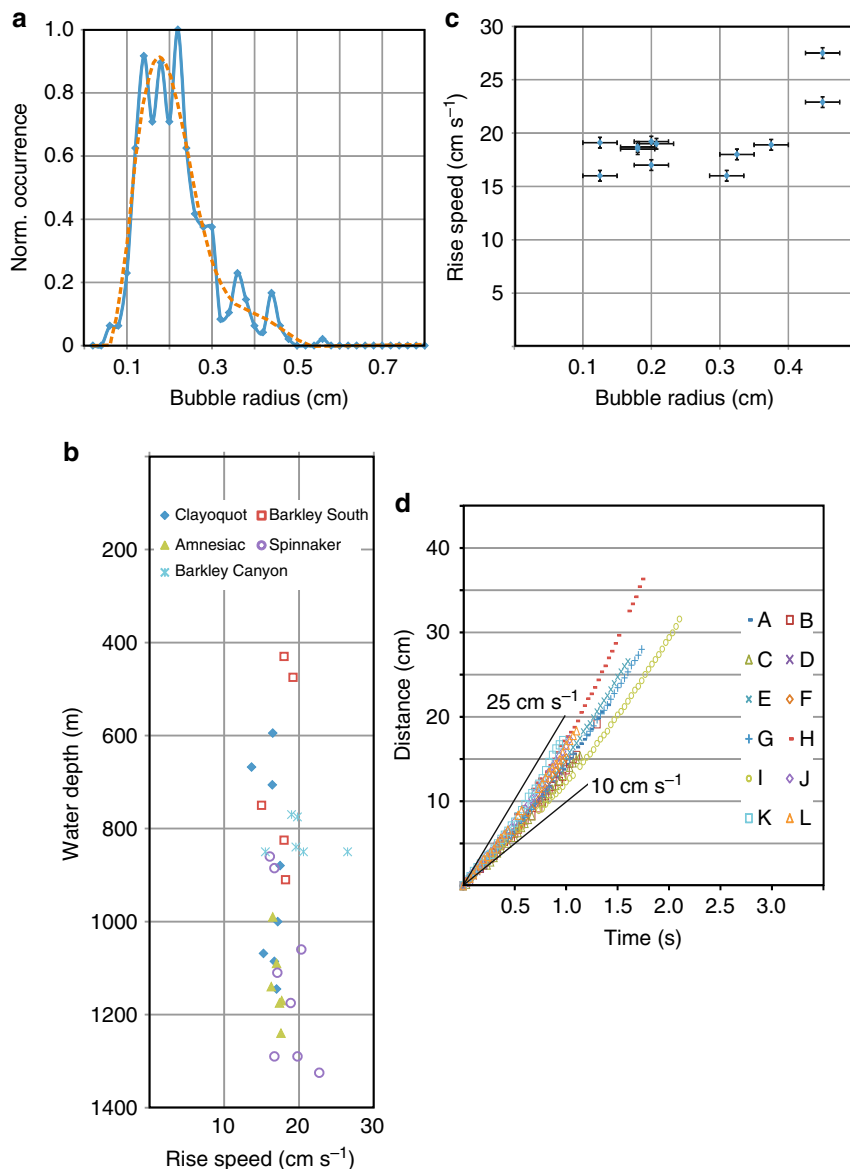 a
1.0
0.8
0.6
0.4
0.2
0
Norm. occurrence
0.1 0.3 0.5 0.7
Bubble radius (cm)
c
30
25
20
15
10
5
Rise speed (cm s⁻¹)
0.1 0.2 0.3 0.4
Bubble radius (cm)
b
Clayoquot Barkley South
Amnesiac Spinnaker
Barkley Canyon
200
400
600
800
1000
1200
1400
Water depth (m)
10 20 30
Rise speed (cm s⁻¹)
d
40
30
20
10
Distance (cm)
25 cm s⁻¹
10 cm s⁻¹
A B
C D
E F
G H
I J
K L
0.5 1.0 1.5 2.0 2.5 3.0
Time (s)